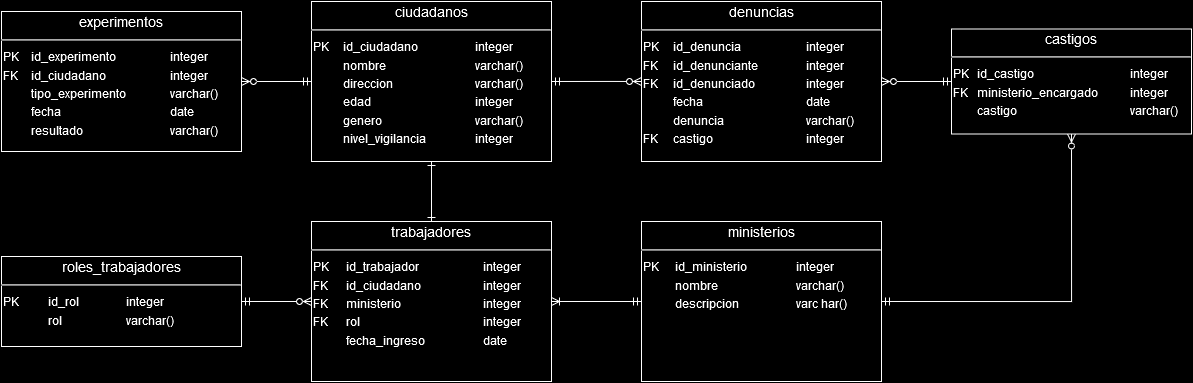 experimentos
PK id_experimento integer
FK id_ciudadano integer
tipo_experimento varchar()
fecha date
resultado varchar()
ciudadanos
PK id_ciudadano integer
nombre varchar()
direccion varchar()
edad integer
genero varchar()
nivel_vigilancia integer
denuncias
PK id_denuncia integer
FK id_denunciante integer
FK id_denunciado integer
fecha date
denuncia varchar()
FK castigo integer
castigos
PK id_castigo integer
FK ministerio_encargado integer
castigo varchar()
roles_trabajadores
PK id_rol integer
rol varchar()
trabajadores
PK id_trabajador integer
FK id_ciudadano integer
FK ministerio integer
FK rol integer
fecha_ingreso date
ministerios
PK id_ministerio integer
nombre varchar()
descripcion varc har()